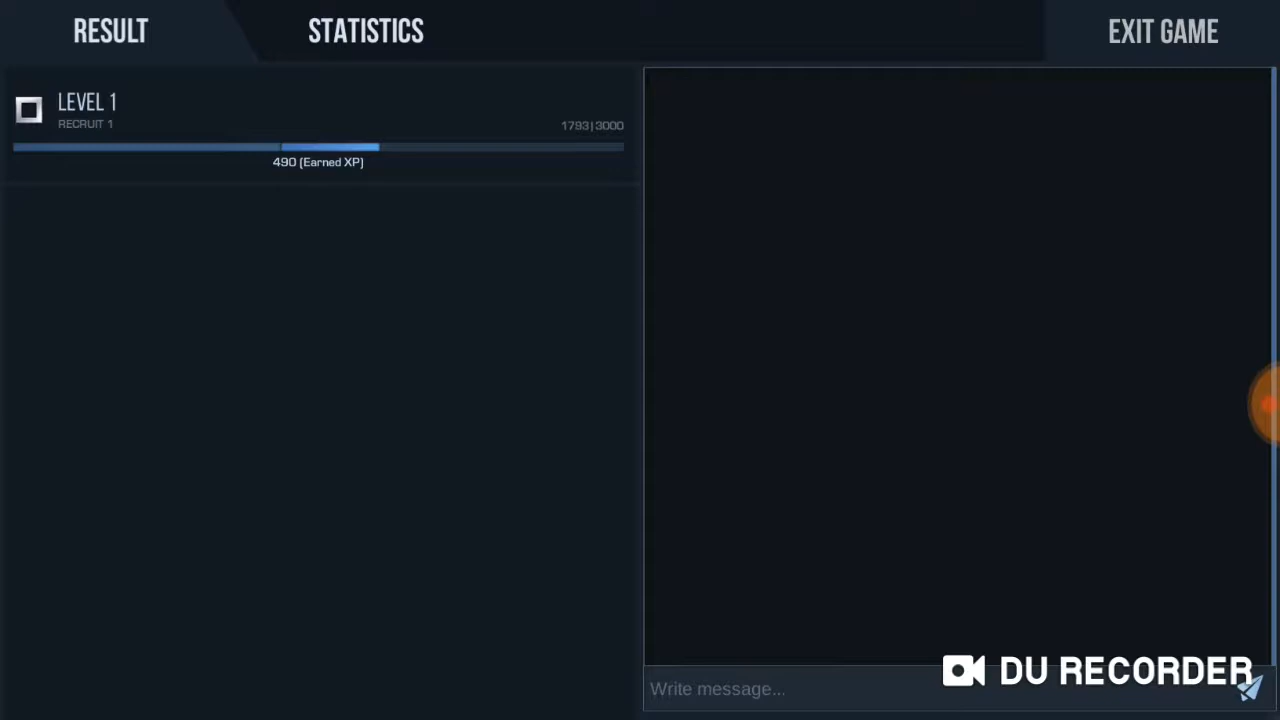 RESULT
STATISTICS
EXIT GAME
LEVEL 1
RECRUIT 1
1793|3000
490 (Earned XP)
DU RECORDER
Write message...